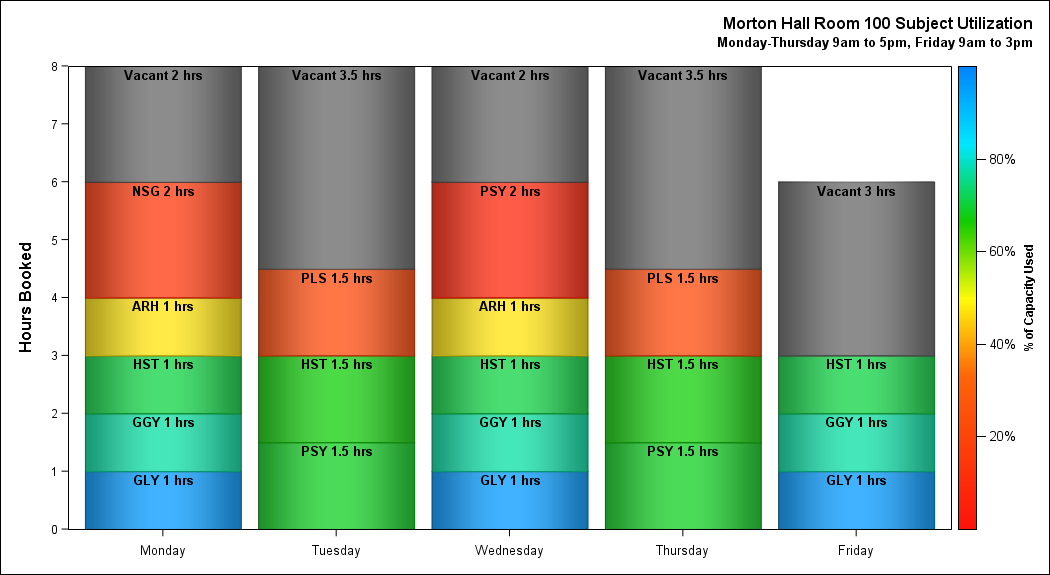 Morton Hall Room 100 Subject Utilization
Monday-Thursday 9am to 5pm, Friday 9am to 3pm
Hours Booked
8
7
6
5
4
3
2
1
0
Vacant 2 hrs
NSG 2 hrs
ARH 1 hrs
HST 1 hrs
GGY 1 hrs
GLY 1 hrs
Monday
Vacant 3.5 hrs
PLS 1.5 hrs
HST 1.5 hrs
PSY 1.5 hrs
Tuesday
Vacant 2 hrs
PSY 2 hrs
ARH 1 hrs
HST 1 hrs
GGY 1 hrs
GLY 1 hrs
Wednesday
Vacant 3.5 hrs
PLS 1.5 hrs
HST 1.5 hrs
PSY 1.5 hrs
Thursday
Vacant 3 hrs
HST 1 hrs
GGY 1 hrs
GLY 1 hrs
Friday
80%
60%
40%
20%
% of Capacity Used